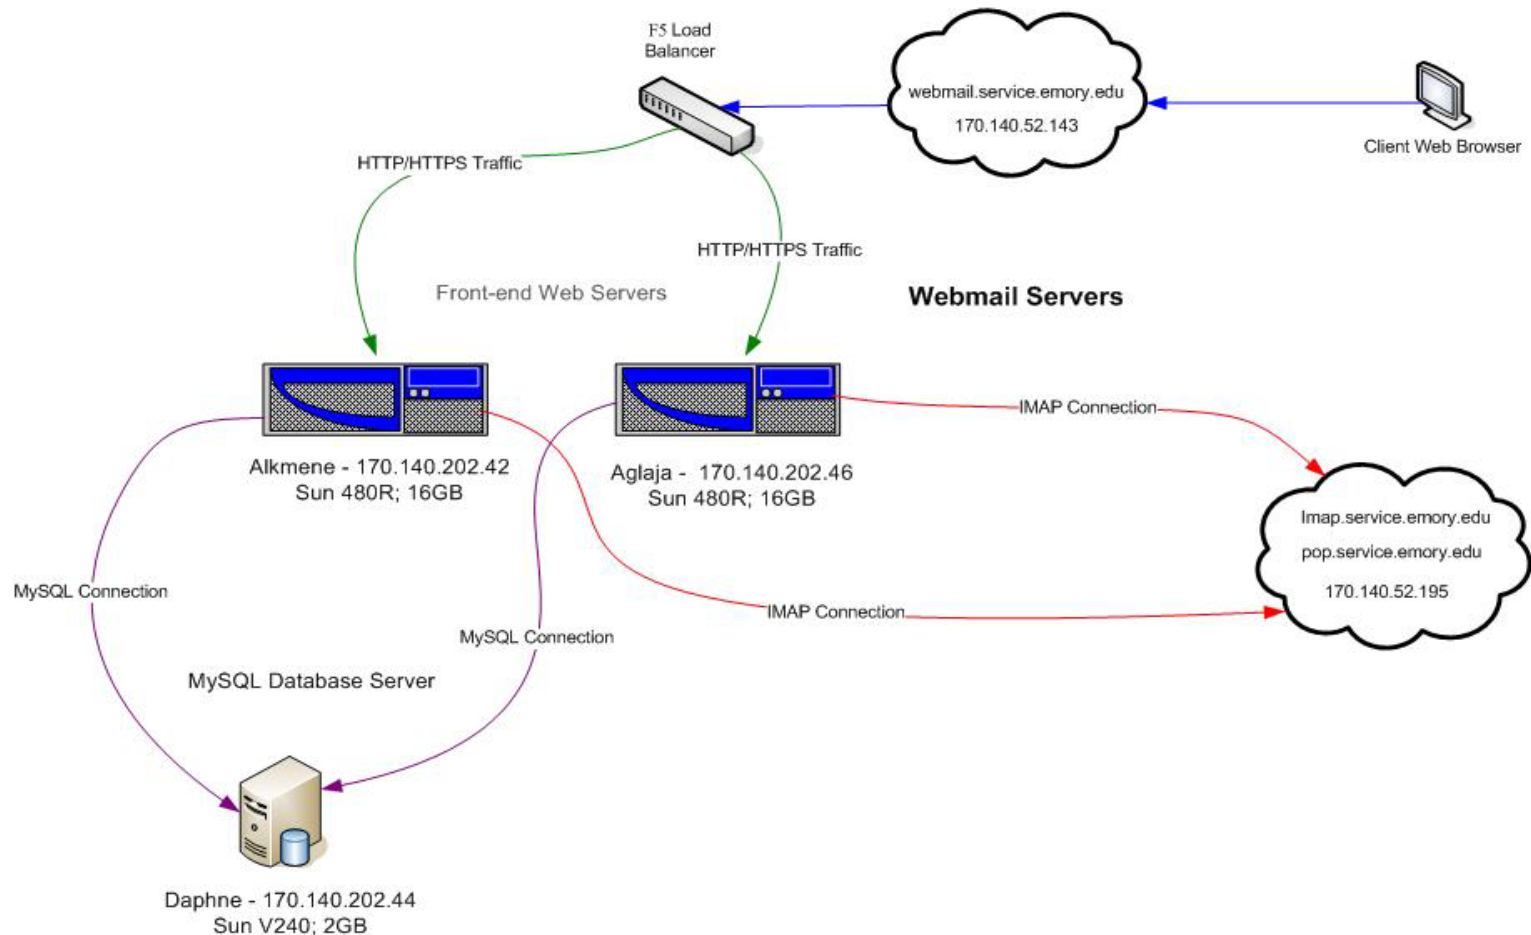 F5 Load
Balancer
webmail.service.emory.edu
170.140.52.143
Client Web Browser
HTTP/HTTPS Traffic
HTTP/HTTPS Traffic
Front-end Web Servers
Webmail Servers
IMAP Connection
Alkmene - 170.140.202.42
Sun 480R; 16GB
Aglaja - 170.140.202.46
Sun 480R; 16GB
Imap.service.emory.edu
pop.service.emory.edu
170.140.52.195
MySQL Connection
IMAP Connection
MySQL Connection
MySQL Database Server
Daphne - 170.140.202.44
Sun V240; 2GB